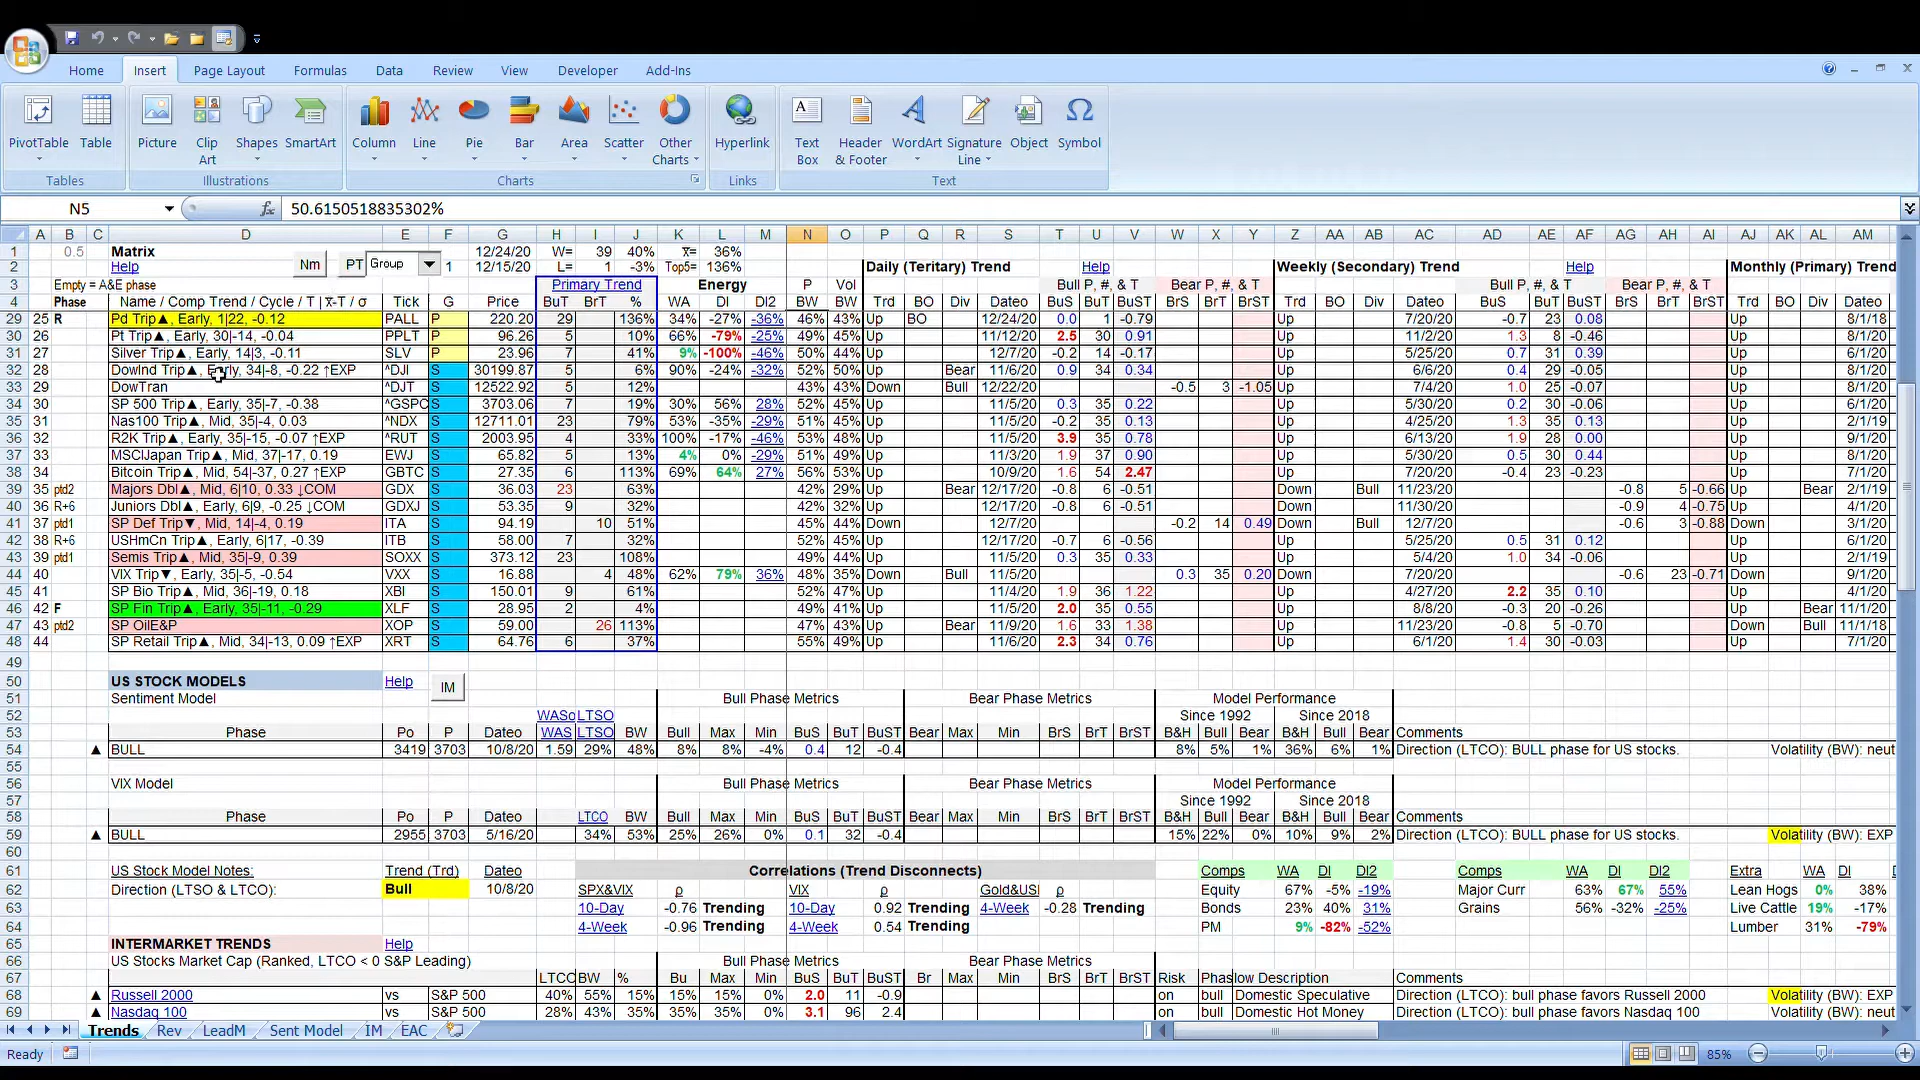 Home Insert Page Layout Formulas Data Review View Developer Add-Ins
PivotTable Table Picture Clip Art Shapes SmartArt Column Line Pie Bar Area Scatter Other Charts Hyperlink Text Box Header & Footer WordArt Signature Line Object Symbol
Tables Illustrations Charts Links Text
N5 fx 50.6150518835302%
A B C D E F G H I J K L M N O P Q R S T U V W X Y Z AA AB AC AD AE AF AG AH AI AJ AK AL AM
1 0.5 Matrix 12/24/20 W= 39 40% x̅= 36%
2 Help Nm PT Group 1 12/15/20 L= 1 -3% Top5= 136% Daily (Teritary) Trend Help Weekly (Secondary) Trend Help Monthly (Primary) Trend
3 Empty = A&E phase Primary Trend Energy P Vol Bull P, #, & T Bear P, #, & T Bull P, #, & T Bear P, #, & T
4 Phase Name / Comp Trend / Cycle / T | x̅-T / σ Tick G Price BuT BrT % WA DI DI2 BW BW Trd BO Div Dateo BuS BuT BuST BrS BrT BrST Trd BO Div Dateo BuS BuT BuST BrS BrT BrST Trd BO Div Dateo
29 25 R Pd Trip▲, Early, 1|22, -0.12 PALL P 220.20 29 136% 34% -27% -36% 46% 43% Up BO 12/24/20 0.0 1 -0.79 Up 7/20/20 -0.7 23 0.08 Up 8/1/18
30 26 Pt Trip▲, Early, 30|-14, -0.04 PPLT P 96.26 5 10% 66% -79% -25% 49% 45% Up 11/12/20 2.5 30 0.91 Up 11/2/20 1.3 8 -0.46 Up 8/1/20
31 27 Silver Trip▲, Early, 14|3, -0.11 SLV P 23.96 7 41% 9% -100% -46% 50% 44% Up 12/7/20 -0.2 14 -0.17 Up 5/25/20 0.7 31 0.39 Up 6/1/20
32 28 DowInd Trip▲, Early, 34|-8, -0.22 ↑EXP ^DJI S 30199.87 5 6% 90% -24% -32% 52% 50% Up Bear 11/6/20 0.9 34 0.34 Up 6/6/20 0.4 29 -0.05 Up 8/1/20
33 29 DowTran ^DJT S 12522.92 5 12% 43% 43% Down Bull 12/22/20 -0.5 3 -1.05 Up 7/4/20 1.0 25 -0.07 Up 8/1/20
34 30 SP 500 Trip▲, Early, 35|-7, -0.38 ^GSPC S 3703.06 7 19% 30% 56% 28% 52% 45% Up 11/5/20 0.3 35 0.22 Up 5/30/20 0.2 30 -0.06 Up 6/1/20
35 31 Nas100 Trip▲, Mid, 35|-4, 0.03 ^NDX S 12711.01 23 79% 53% -35% -29% 51% 45% Up 11/5/20 -0.2 35 0.13 Up 4/25/20 1.3 35 0.13 Up 2/1/19
36 32 R2K Trip▲, Early, 35|-15, -0.07 ↑EXP ^RUT S 2003.95 4 33% 100% -17% -46% 53% 48% Up 11/5/20 3.9 35 0.78 Up 6/13/20 1.9 28 0.00 Up 9/1/20
37 33 MSCIJapan Trip▲, Mid, 37|-17, 0.19 EWJ S 65.82 5 13% 4% 0% -29% 51% 49% Up 11/3/20 1.9 37 0.90 Up 5/25/20 0.5 30 0.44 Up 8/1/20
38 34 Bitcoin Trip▲, Mid, 54|-37, 0.27 ↑EXP GBTC S 27.35 6 113% 69% 64% 27% 56% 53% Up 10/9/20 1.6 54 2.47 Up 7/20/20 -0.4 23 -0.23 Up 7/1/20
39 35 ptd2 Majors Dbl▲, Mid, 6|10, 0.33 ↓COM GDX S 36.03 23 63% 42% 29% Up Bear 12/17/20 -0.8 6 -0.51 Down Bull 11/23/20 -0.8 5 -0.66 Up Bear 2/1/19
40 36 R+6 Juniors Dbl▲, Early, 6|9, -0.25 ↓COM GDXJ S 53.35 9 32% 42% 32% Up 12/17/20 -0.8 6 -0.51 Down 11/30/20 -0.9 4 -0.75 Up 6/1/20
41 37 ptd1 SP Def Trip▼, Mid, 14|-4, 0.19 ITA S 94.19 10 51% 45% 44% Down 12/7/20 -0.2 14 0.49 Down Bull 12/7/20 -0.6 3 -0.88 Down 3/1/20
42 38 R+6 USHmCn Trip▲, Early, 6|17, -0.39 ITB S 58.00 7 32% 52% 45% Up 12/17/20 -0.7 6 -0.56 Up 5/25/20 0.5 31 0.12 Up 6/1/20
43 39 ptd1 Semis Trip▲, Mid, 35|-9, 0.39 SOXX S 373.12 23 108% 49% 44% Up 11/5/20 0.3 35 0.33 Up 5/4/20 1.0 34 -0.06 Up 2/1/19
44 40 VIX Trip▼, Early, 35|-5, -0.54 VXX S 16.88 4 48% 62% 79% 36% 48% 35% Down Bull 11/5/20 0.3 35 0.20 Down 7/20/20 -0.6 23 -0.71 Down 9/1/20
45 41 SP Bio Trip▲, Mid, 36|-19, 0.18 XBI S 150.01 9 61% 52% 47% Up 11/4/20 1.9 36 1.22 Up 4/27/20 2.2 35 0.10 Up 5/1/20
46 42 F SP Fin Trip▲, Early, 35|-11, -0.29 XLF S 28.95 2 4% 49% 41% Up 11/5/20 2.0 35 0.55 Up 8/8/20 -0.3 20 -0.26 Up Bear 11/1/20
47 43 ptd2 SP OilE&P XOP S 59.00 26 113% 47% 43% Up Bear 11/9/20 1.6 33 1.38 Up 11/23/20 -0.8 5 -0.70 Down Bull 11/1/18
48 44 SP Retail Trip▲, Mid, 34|-13, 0.09 ↑EXP XRT S 64.76 6 37% 55% 49% Up 11/6/20 2.3 34 0.76 Up 6/1/20 1.4 30 -0.03 Up 7/1/20
49
50 US STOCK MODELS Help IM
51 Sentiment Model Bull Phase Metrics Bear Phase Metrics Model Performance
52 WASo LTSO Since 1992 Since 2018
53 Phase Po P Dateo WAS LTSO BW Bull Max Min BuS BuT BuST Bear Max Min BrS BrT BrST B&H Bull Bear B&H Bull Bear Comments
54 ▲ BULL 3419 3703 10/8/20 1.59 29% 48% 8% 8% -4% 0.4 12 -0.4 8% 5% 1% 36% 6% 1% Direction (LTCO): BULL phase for US stocks. Volatility (BW): neut
55
56 VIX Model Bull Phase Metrics Bear Phase Metrics Model Performance
57 Since 1992 Since 2018
58 Phase Po P Dateo LTCO BW Bull Max Min BuS BuT BuST Bear Max Min BrS BrT BrST B&H Bull Bear B&H Bull Bear Comments
59 ▲ BULL 2955 3703 5/16/20 34% 53% 25% 26% 0% 0.1 32 -0.4 15% 22% 0% 10% 9% 2% Direction (LTCO): BULL phase for US stocks. Volatility (BW): EXP
60
61 US Stock Model Notes: Trend (Trd) Dateo Correlations (Trend Disconnects) Comps WA DI DI2 Comps WA DI DI2 Extra WA DI
62 Direction (LTSO & LTCO): Bull 10/8/20 SPX&VIX ρ VIX ρ Gold&USI ρ Equity 67% -5% -19% Major Curr 63% 67% 55% Lean Hogs 0% 38%
63 10-Day -0.76 Trending 10-Day 0.92 Trending 4-Week -0.28 Trending Bonds 23% 40% 31% Grains 56% -32% -25% Live Cattle 19% -17%
64 4-Week -0.96 Trending 4-Week 0.54 Trending PM 9% -82% -52% Lumber 31% -79%
65 INTERMARKET TRENDS Help
66 US Stocks Market Cap (Ranked, LTCO < 0 S&P Leading) Bull Phase Metrics Bear Phase Metrics
67 LTCO BW % Bu Max Min BuS BuT BuST Br Max Min BrS BrT BrST Risk Phas low Description Comments
68 ▲ Russell 2000 vs S&P 500 40% 55% 15% 15% 15% 0% 2.0 11 -0.9 on bull Domestic Speculative Direction (LTCO): bull phase favors Russell 2000 Volatility (BW): EXP
69 ▲ Nasdaq 100 vs S&P 500 28% 43% 35% 35% 35% 0% 3.1 96 2.4 on bull Domestic Hot Money Direction (LTCO): bull phase favors Nasdaq 100 Volatility (BW): neut
Trends Rev LeadM Sent Model IM EAC
Ready 85%